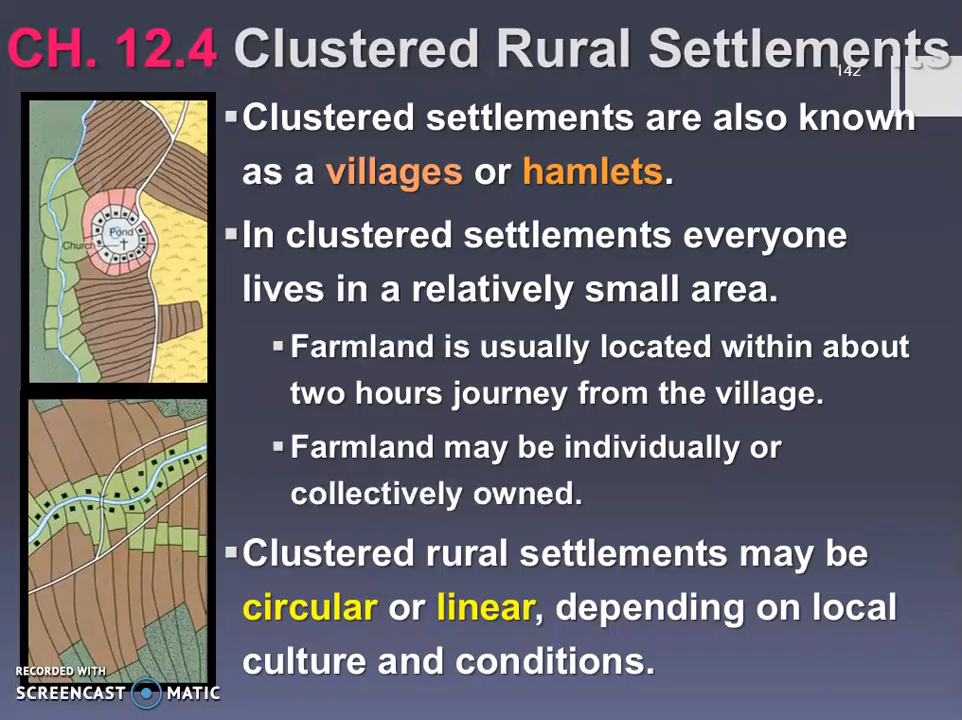 CH. 12.4 Clustered Rural Settlements
142
▪Clustered settlements are also known
as a villages or hamlets.
▪In clustered settlements everyone
lives in a relatively small area.
▪Farmland is usually located within about
two hours journey from the village.
▪Farmland may be individually or
collectively owned.
▪Clustered rural settlements may be
circular or linear, depending on local
culture and conditions.
Pond
Church
RECORDED WITH
SCREENCAST MATIC